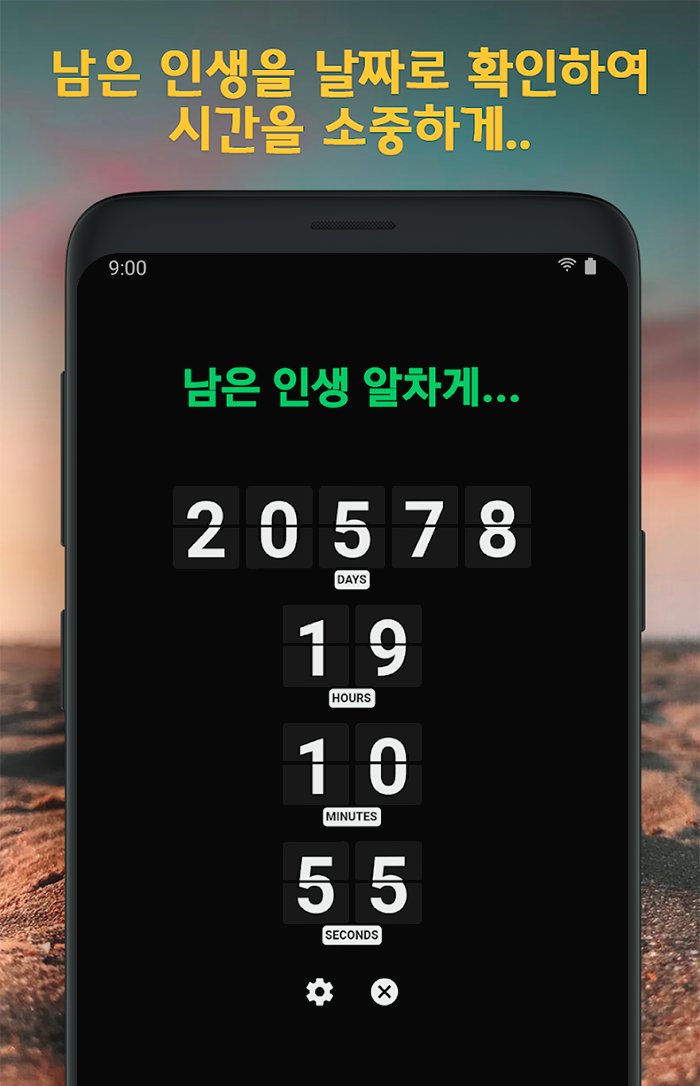 남은 인생을 날짜로 확인하여
시간을 소중하게..
9:00
남은 인생 알차게...
20578
DAYS
19
HOURS
10
MINUTES
55
SECONDS